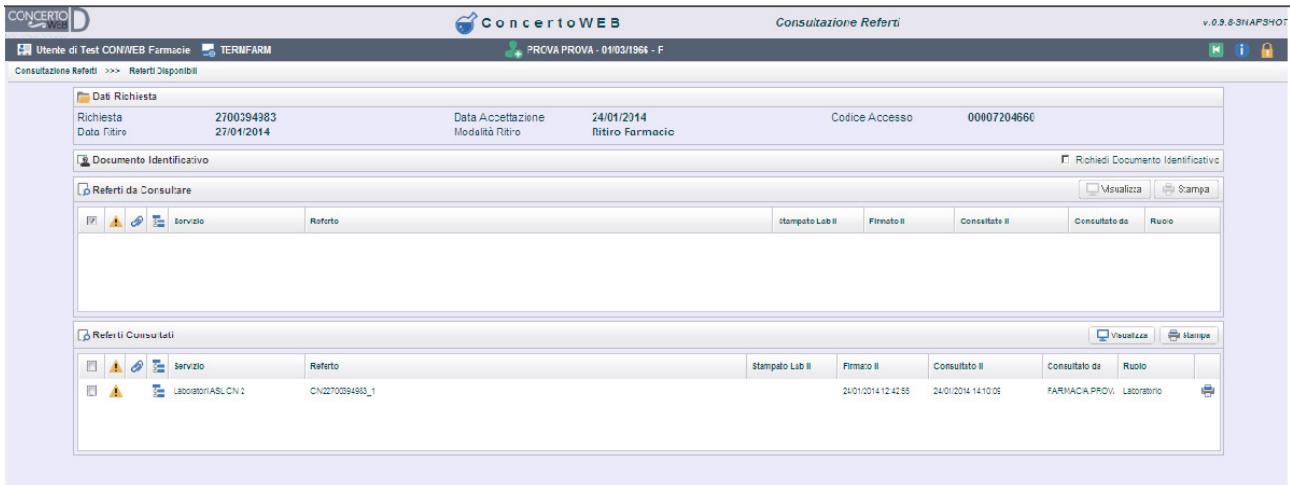 CONCERTO WEB D
ConcertoWEB
Consultazione Referti
v.0.9.8-SNAPSHOT
Utente di Test CONWEB Farmacie TERMFARM
PROVA PROVA - 01/03/1966 - F
Consultazione Referti >>> Referti Disponibili
Dati Richiesta
Richiesta 2700394983 Data Accettazione 24/01/2014 Codice Accesso 00007204660
Data Ritiro 27/01/2014 Modalità Ritiro Ritiro Farmacie
Documento Identificativo Richiedi Documento Identificativo
Referti da Consultare Visualizza Stampa
Servizio Referto Stampato Lab il Firmato il Consultato il Consultato da Ruolo
Referti Consultati Visualizza Stampa
Servizio Referto Stampato Lab il Firmato il Consultato il Consultato da Ruolo
Laboratori ASL CN 2 CN22700394983_1 24/01/2014 12:42:55 24/01/2014 14:10:09 FARMACIA PROVA Laboratorio